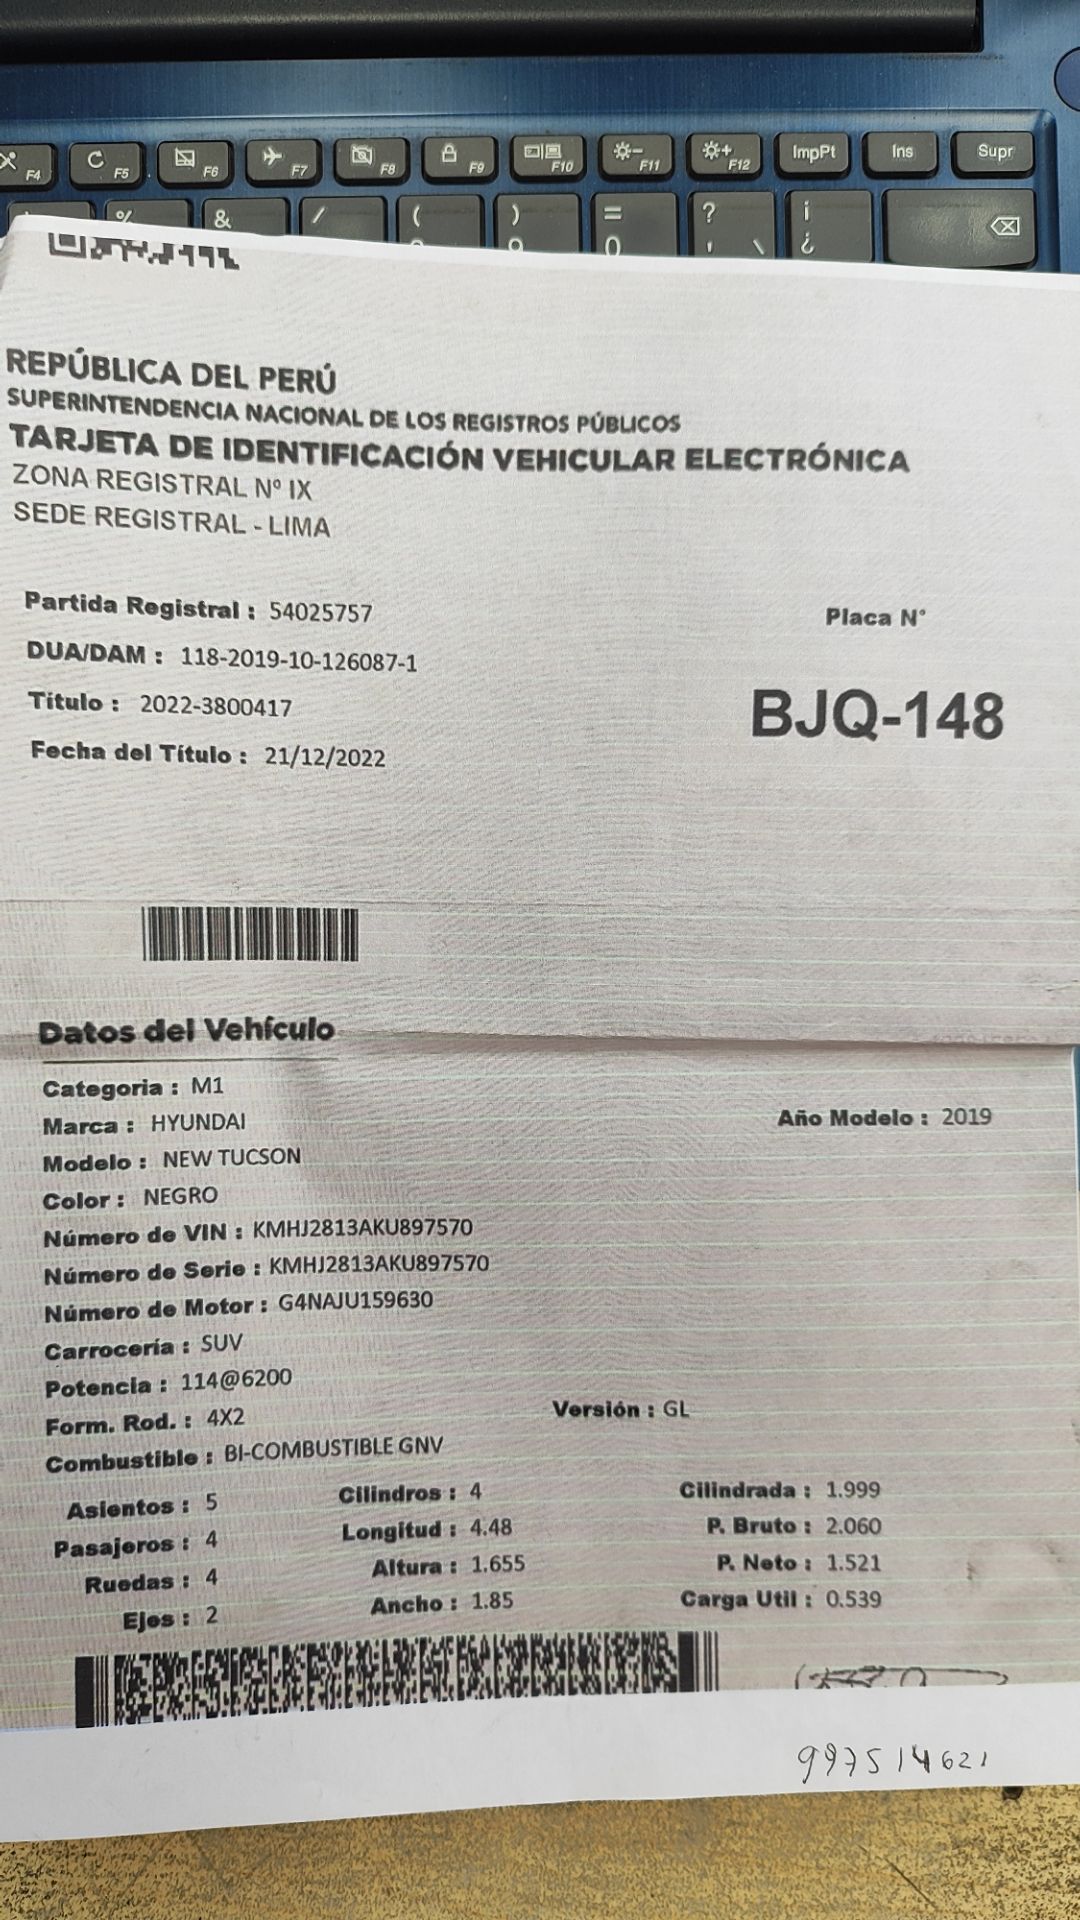 F4 F5 F6 F7 F8 F9 F10 F11 F12 ImpPt Ins Supr
% & / ( ) = ? ¡
0 ' \ ¿
REPÚBLICA DEL PERÚ
SUPERINTENDENCIA NACIONAL DE LOS REGISTROS PÚBLICOS
TARJETA DE IDENTIFICACIÓN VEHICULAR ELECTRÓNICA
ZONA REGISTRAL Nº IX
SEDE REGISTRAL - LIMA
Partida Registral : 54025757
Placa N°
DUA/DAM : 118-2019-10-126087-1
Título : 2022-3800417
BJQ-148
Fecha del Título : 21/12/2022
Datos del Vehículo
Categoria : M1
Marca : HYUNDAI
Año Modelo : 2019
Modelo : NEW TUCSON
Color : NEGRO
Número de VIN : KMHJ2813AKU897570
Número de Serie : KMHJ2813AKU897570
Número de Motor : G4NAJU159630
Carrocería : SUV
Potencia : 114@6200
Form. Rod. : 4X2
Versión : GL
Combustible : BI-COMBUSTIBLE GNV
Asientos : 5 Cilindros : 4 Cilindrada : 1.999
Pasajeros : 4 Longitud : 4.48 P. Bruto : 2.060
Ruedas : 4 Altura : 1.655 P. Neto : 1.521
Ejes : 2 Ancho : 1.85 Carga Util : 0.539
997514621